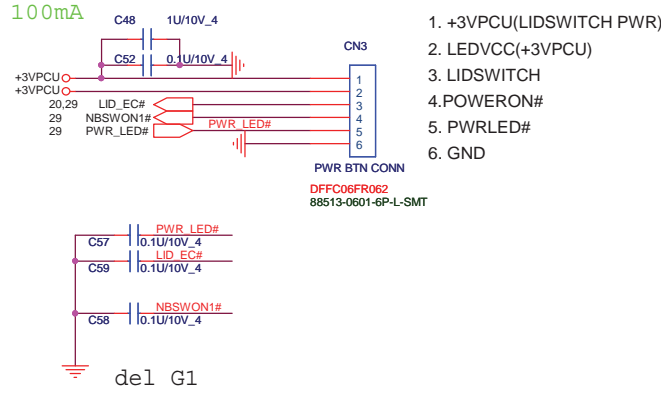 100mA
C48 1U/10V_4
C52 0.1U/10V_4
CN3
+3VPCU
+3VPCU
20,29 LID_EC#
29 NBSWON1#
29 PWR_LED#
PWR_LED#
1
2
3
4
5
6
PWR BTN CONN
DFFC06FR062
88513-0601-6P-L-SMT
1. +3VPCU(LIDSWITCH PWR)
2. LEDVCC(+3VPCU)
3. LIDSWITCH
4.POWERON#
5. PWRLED#
6. GND
PWR_LED#
C57 0.1U/10V_4
LID_EC#
C59 0.1U/10V_4
NBSWON1#
C58 0.1U/10V_4
del G1